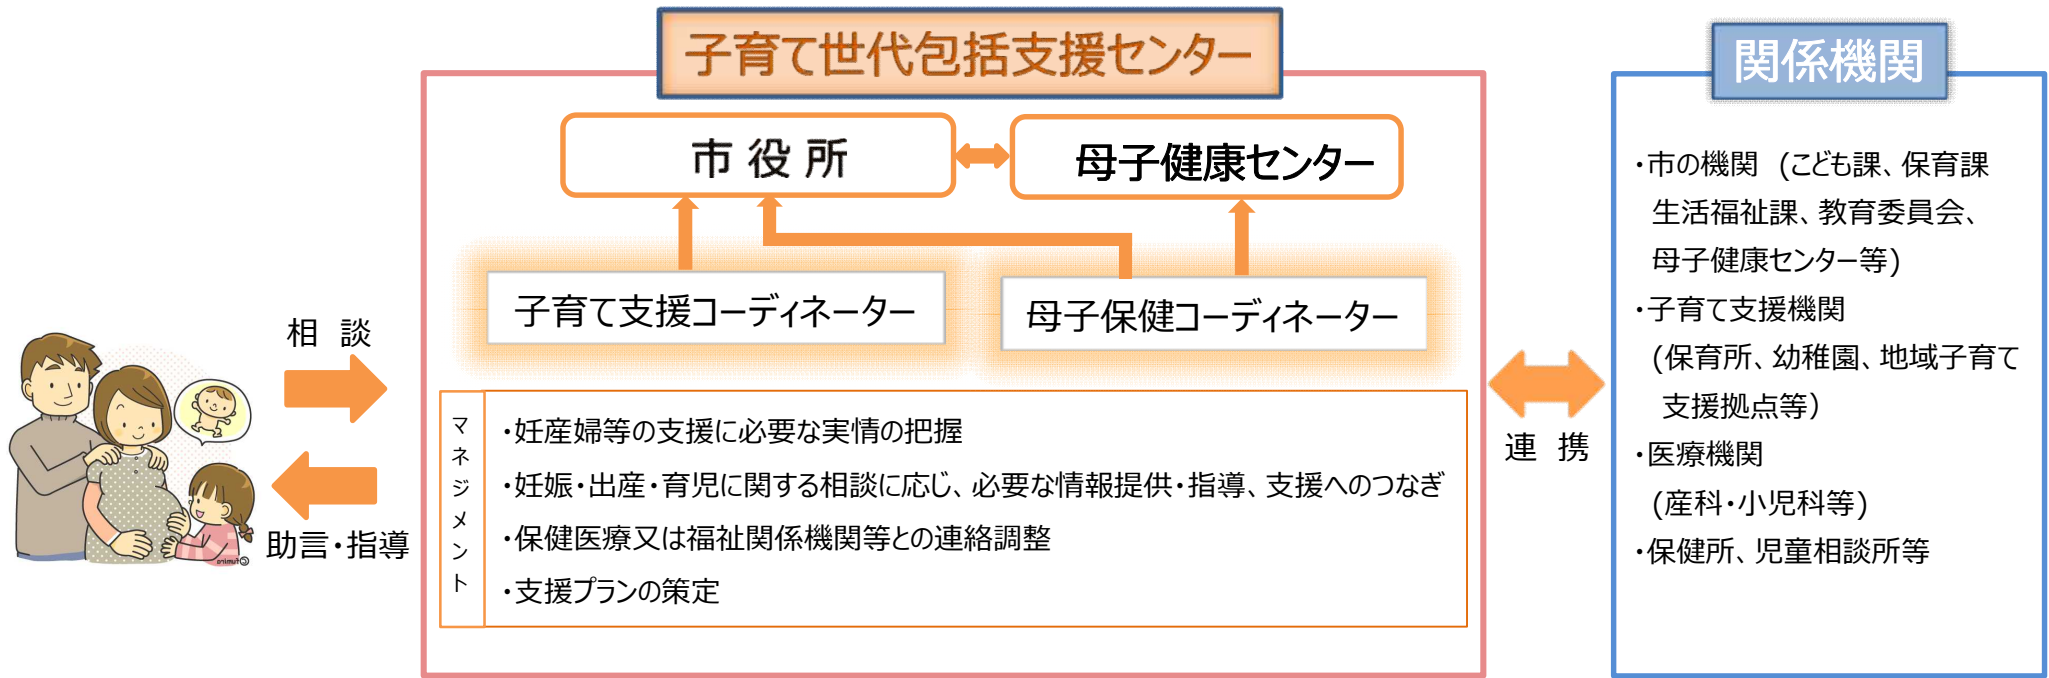 子育て世代包括支援センター
市役所
母子健康センター
子育て支援コーディネーター
母子保健コーディネーター
相 談
助言・指導
マネジメント
・妊産婦等の支援に必要な実情の把握
・妊娠・出産・育児に関する相談に応じ、必要な情報提供・指導、支援へのつなぎ
・保健医療又は福祉関係機関等との連絡調整
・支援プランの策定
連 携
関係機関
・市の機関 (こども課、保育課
生活福祉課、教育委員会、
母子健康センター等)
・子育て支援機関
(保育所、幼稚園、地域子育て
支援拠点等)
・医療機関
(産科・小児科等)
・保健所、児童相談所等